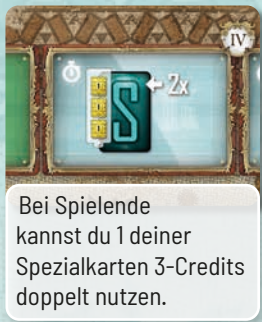 IV
S
2x
Bei Spielende
kannst du 1 deiner
Spezialkarten 3-Credits
doppelt nutzen.